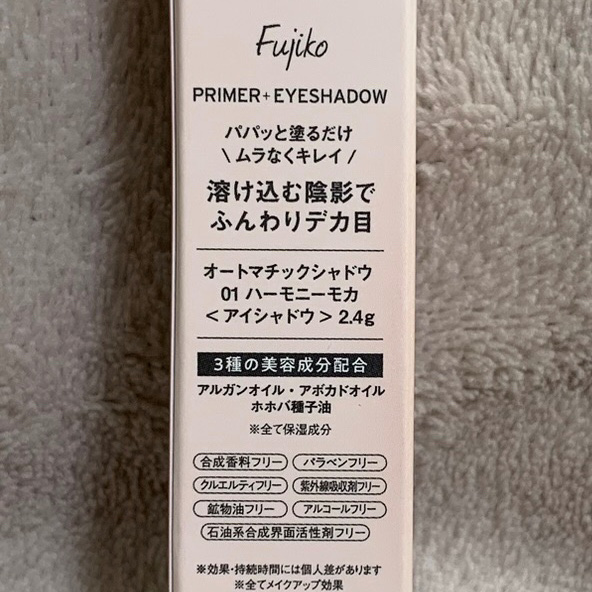 Fujiko
PRIMER+EYESHADOW
パパッと塗るだけ
\ ムラなくキレイ /
溶け込む陰影で
ふんわりデカ目
オートマチックシャドウ
01 ハーモニーモカ
< アイシャドウ > 2.4g
3種の美容成分配合
アルガンオイル・アボカドオイル
ホホバ種子油
※全て保湿成分
合成香料フリー パラベンフリー
クルエルティフリー 紫外線吸収剤フリー
鉱物油フリー アルコールフリー
石油系合成界面活性剤フリー
※効果・持続時間には個人差があります
※全てメイクアップ効果